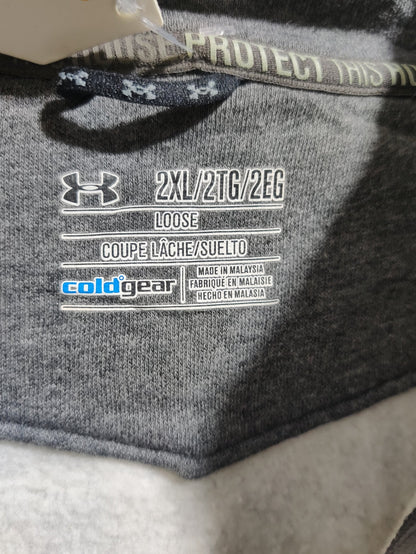 HOUSE PROTECT THIS HO
2XL/2TG/2EG
LOOSE
COUPE LÂCHE/SUELTO
coldgear
MADE IN MALAYSIA
FABRIQUÉ EN MALAISIE
HECHO EN MALASIA